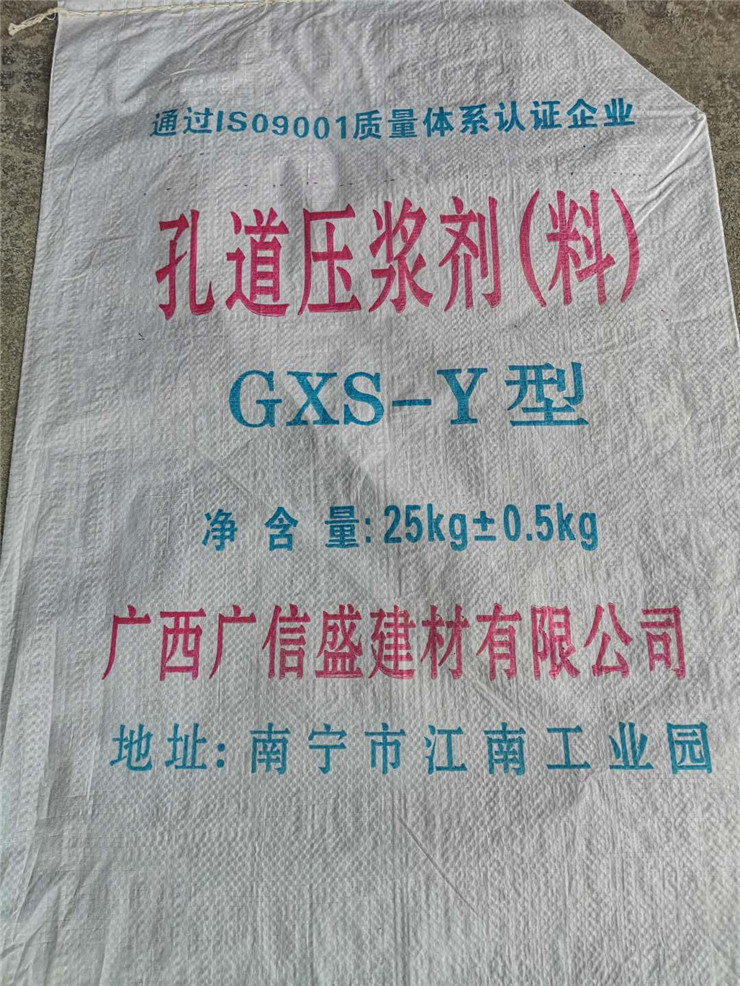 通过ISO9001质量体系认证企业
孔道压浆剂(料)
GXS-Y型
净含量:25kg±0.5kg
广西广信盛建材有限公司
地址:南宁市江南工业园